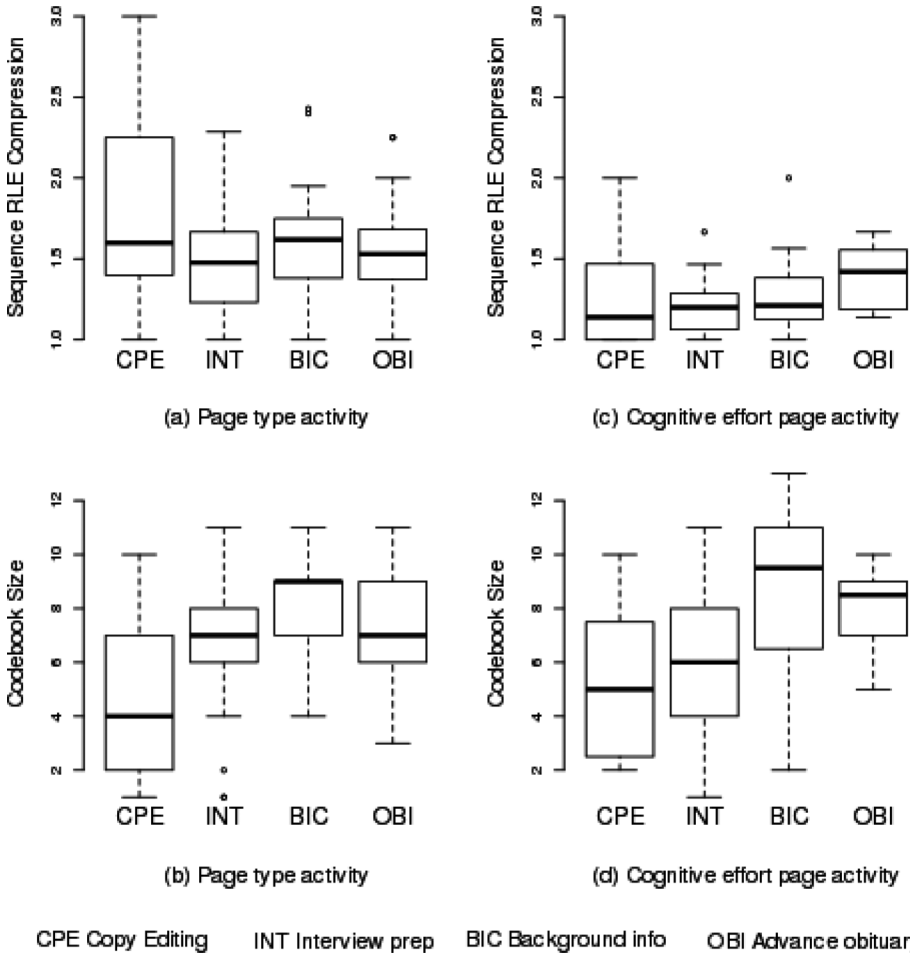 Sequence RLE Compression
3.0
2.5
2.0
1.5
1.0
CPE INT BIC OBI
(a) Page type activity
Sequence RLE Compression
3.0
2.5
2.0
1.5
1.0
CPE INT BIC OBI
(c) Cognitive effort page activity
Codebook Size
12
10
8
6
4
2
CPE INT BIC OBI
(b) Page type activity
Codebook Size
12
10
8
6
4
2
CPE INT BIC OBI
(d) Cognitive effort page activity
CPE Copy Editing INT Interview prep BIC Background info OBI Advance obituar